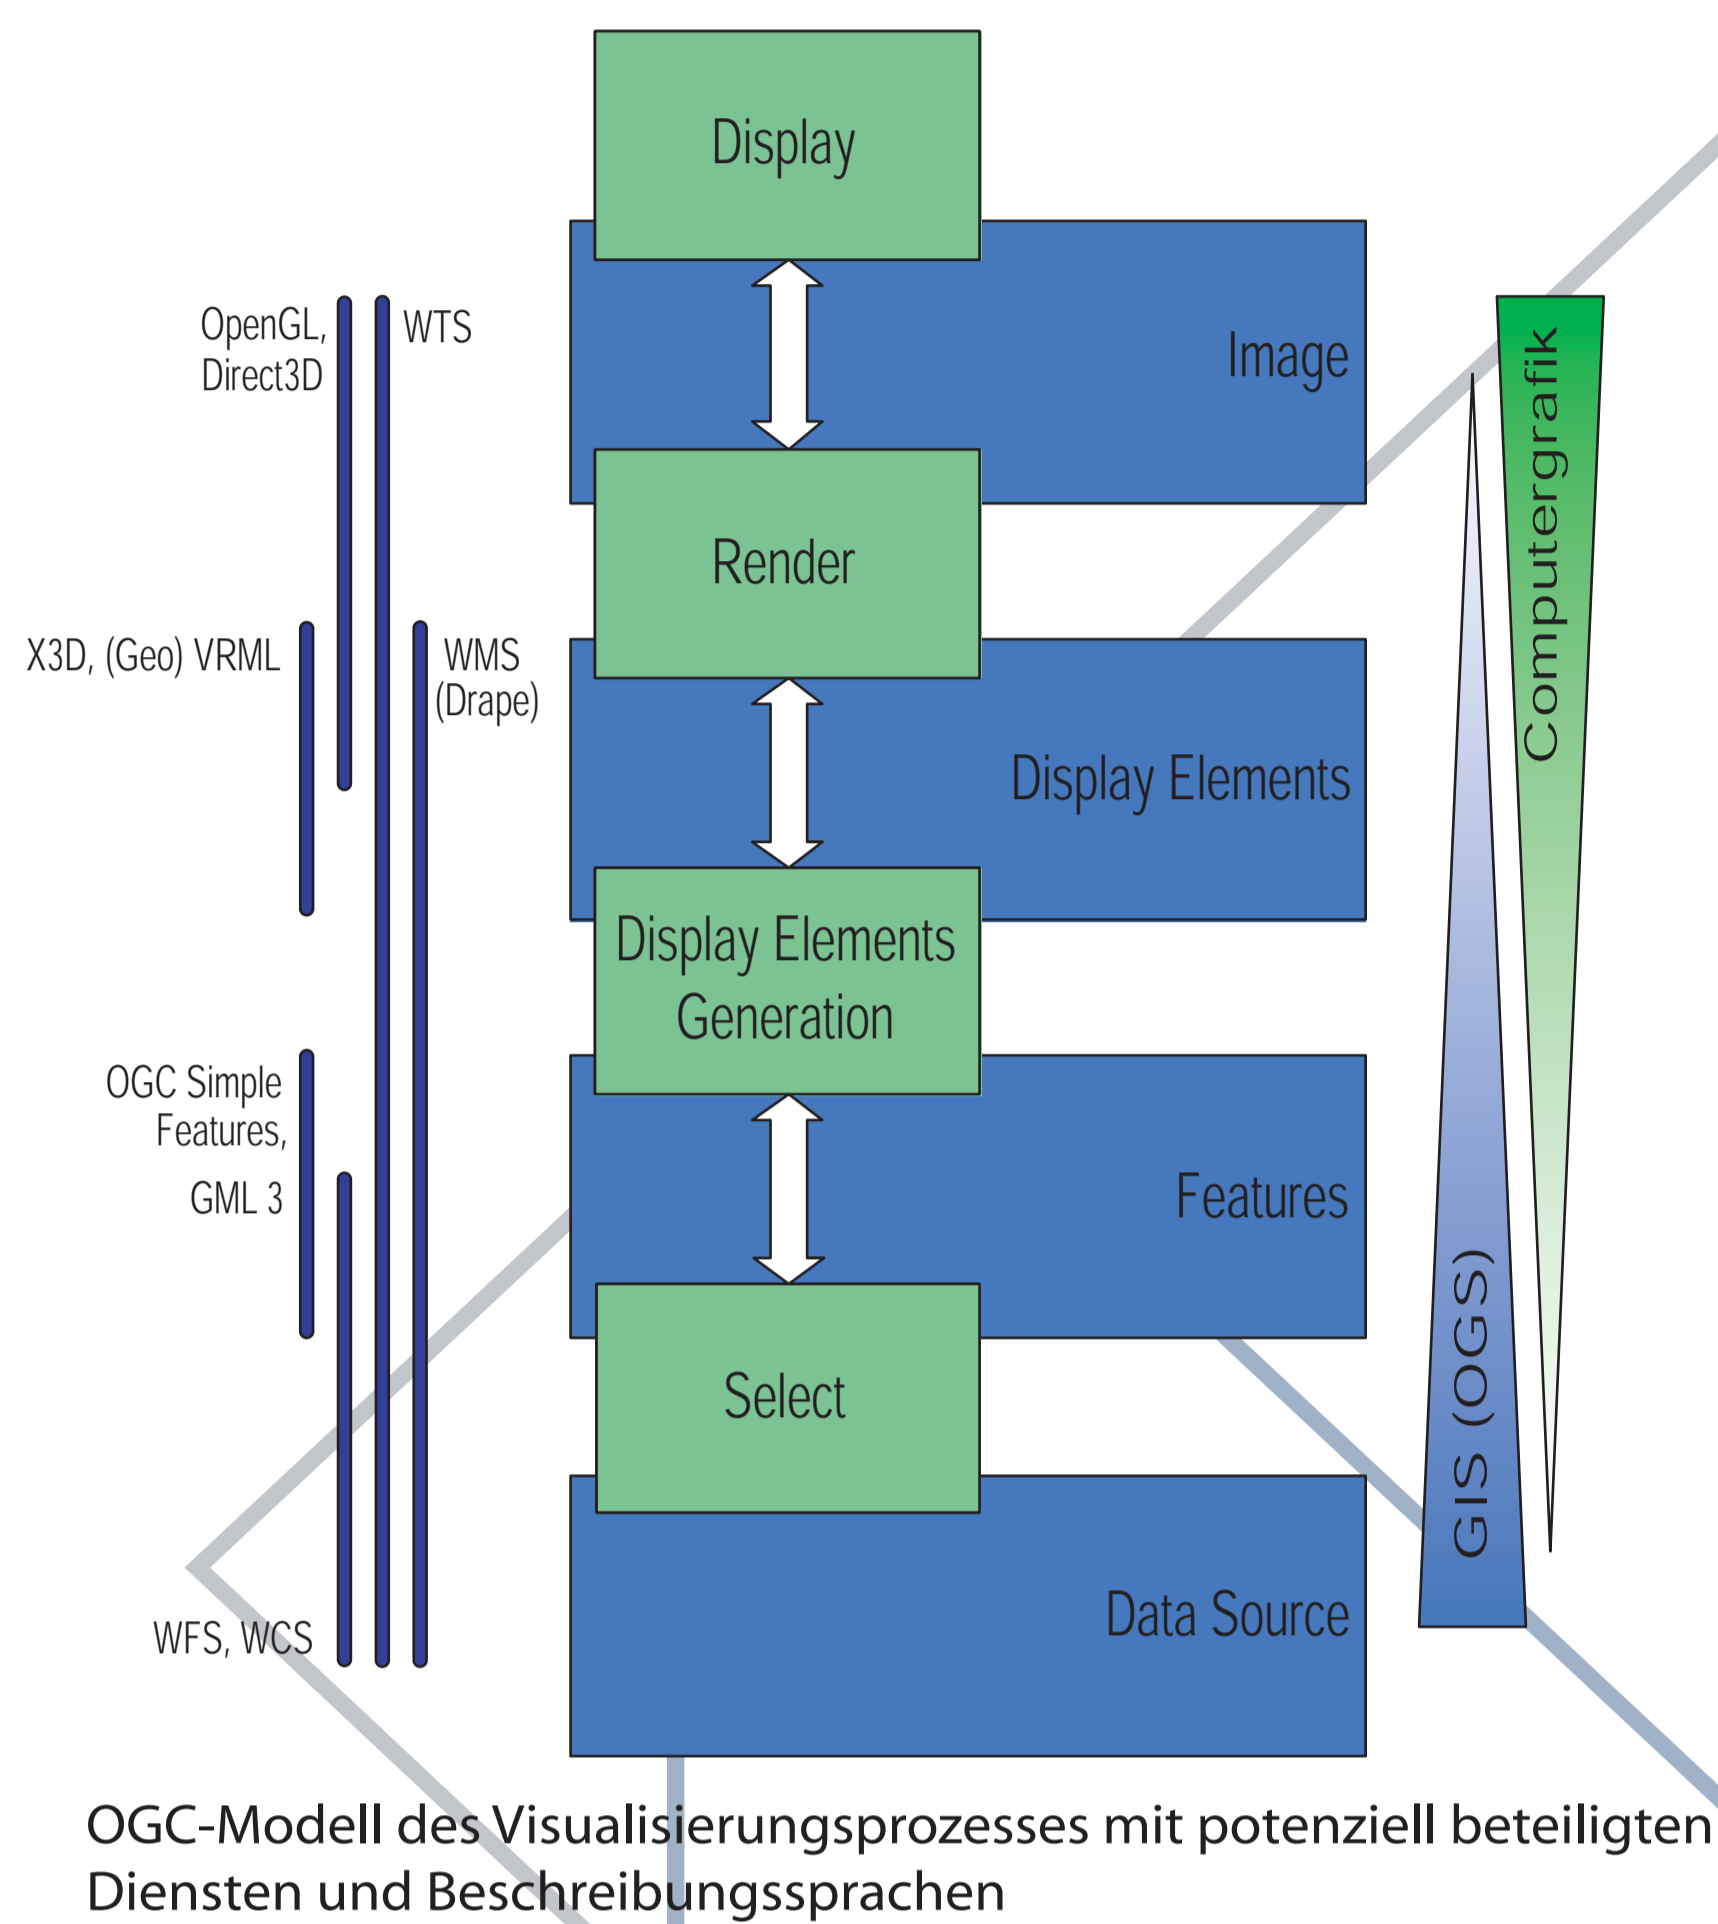 Display
OpenGL,
Direct3D
WTS
Image
Computergrafik
Render
X3D, (Geo) VRML
WMS
(Drape)
Display Elements
Display Elements
Generation
OGC Simple
Features,
GML 3
Features
GIS (OGS)
Select
WFS, WCS
Data Source
OGC-Modell des Visualisierungsprozesses mit potenziell beteiligten
Diensten und Beschreibungssprachen